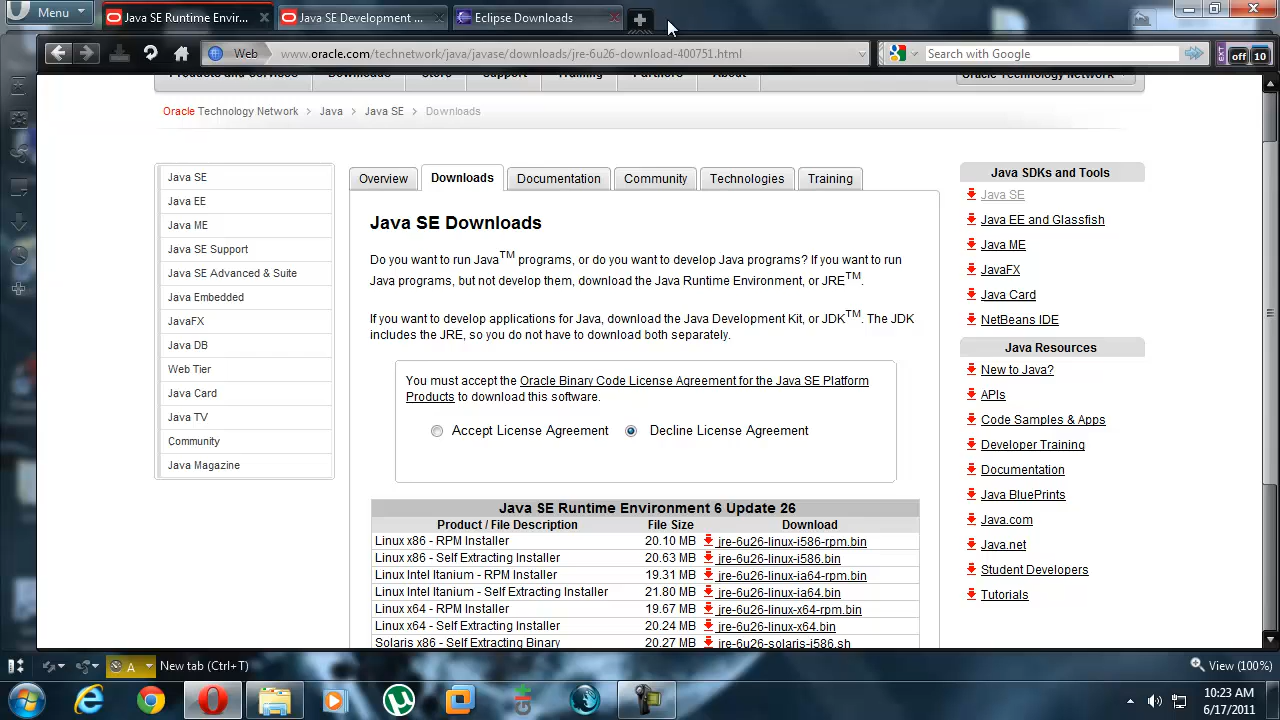 Menu
Java SE Runtime Envir...
Java SE Development ...
Eclipse Downloads
Web
www.oracle.com/technetwork/java/javase/downloads/jre-6u26-download-400751.html
Search with Google
EXT
off
10
Products and Services
Downloads
Store
Support
Training
Partners
About
Oracle Technology Network
Oracle Technology Network
Java
Java SE
Downloads
Java SE
Java EE
Java ME
Java SE Support
Java SE Advanced & Suite
Java Embedded
JavaFX
Java DB
Web Tier
Java Card
Java TV
Community
Java Magazine
Overview
Downloads
Documentation
Community
Technologies
Training
Java SE Downloads
Do you want to run Java™ programs, or do you want to develop Java programs? If you want to run
Java programs, but not develop them, download the Java Runtime Environment, or JRE™.
If you want to develop applications for Java, download the Java Development Kit, or JDK™. The JDK
includes the JRE, so you do not have to download both separately.
You must accept the Oracle Binary Code License Agreement for the Java SE Platform
Products to download this software.
Accept License Agreement
Decline License Agreement
Java SE Runtime Environment 6 Update 26
Product / File Description File Size Download
Linux x86 - RPM Installer 20.10 MB jre-6u26-linux-i586-rpm.bin
Linux x86 - Self Extracting Installer 20.63 MB jre-6u26-linux-i586.bin
Linux Intel Itanium - RPM Installer 19.31 MB jre-6u26-linux-ia64-rpm.bin
Linux Intel Itanium - Self Extracting Installer 21.80 MB jre-6u26-linux-ia64.bin
Linux x64 - RPM Installer 19.67 MB jre-6u26-linux-x64-rpm.bin
Linux x64 - Self Extracting Installer 20.24 MB jre-6u26-linux-x64.bin
Solaris x86 - Self Extracting Binary 20.27 MB jre-6u26-solaris-i586.sh
Java SDKs and Tools
Java SE
Java EE and Glassfish
Java ME
JavaFX
Java Card
NetBeans IDE
Java Resources
New to Java?
APIs
Code Samples & Apps
Developer Training
Documentation
Java BluePrints
Java.com
Java.net
Student Developers
Tutorials
A
New tab (Ctrl+T)
View (100%)
10:23 AM
6/17/2011